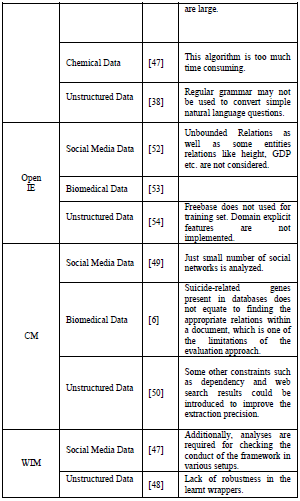 are large.
Chemical Data
[47]
This algorithm is too much
time consuming.
Unstructured Data
[38]
Regular grammar may not
be used to convert simple
natural language questions.
Open
IE
Social Media Data
[52]
Unbounded Relations as
well as some entities
relations like height, GDP
etc. are not considered.
Biomedical Data
[53]
Unstructured Data
[54]
Freebase does not used for
training set. Domain explicit
features are not
implemented.
CM
Social Media Data
[49]
Just small number of social
networks is analyzed.
Biomedical Data
[6]
Suicide-related genes
present in databases does
not equate to finding the
appropriate relations within
a document, which is one of
the limitations of the
evaluation approach.
Unstructured Data
[50]
Some other constraints such
as dependency and web
search results could be
introduced to improve the
extraction precision.
WIM
Social Media Data
[47]
Additionally, analyses are
required for checking the
conduct of the framework in
various setups.
Unstructured Data
[48]
Lack of robustness in the
learnt wrappers.